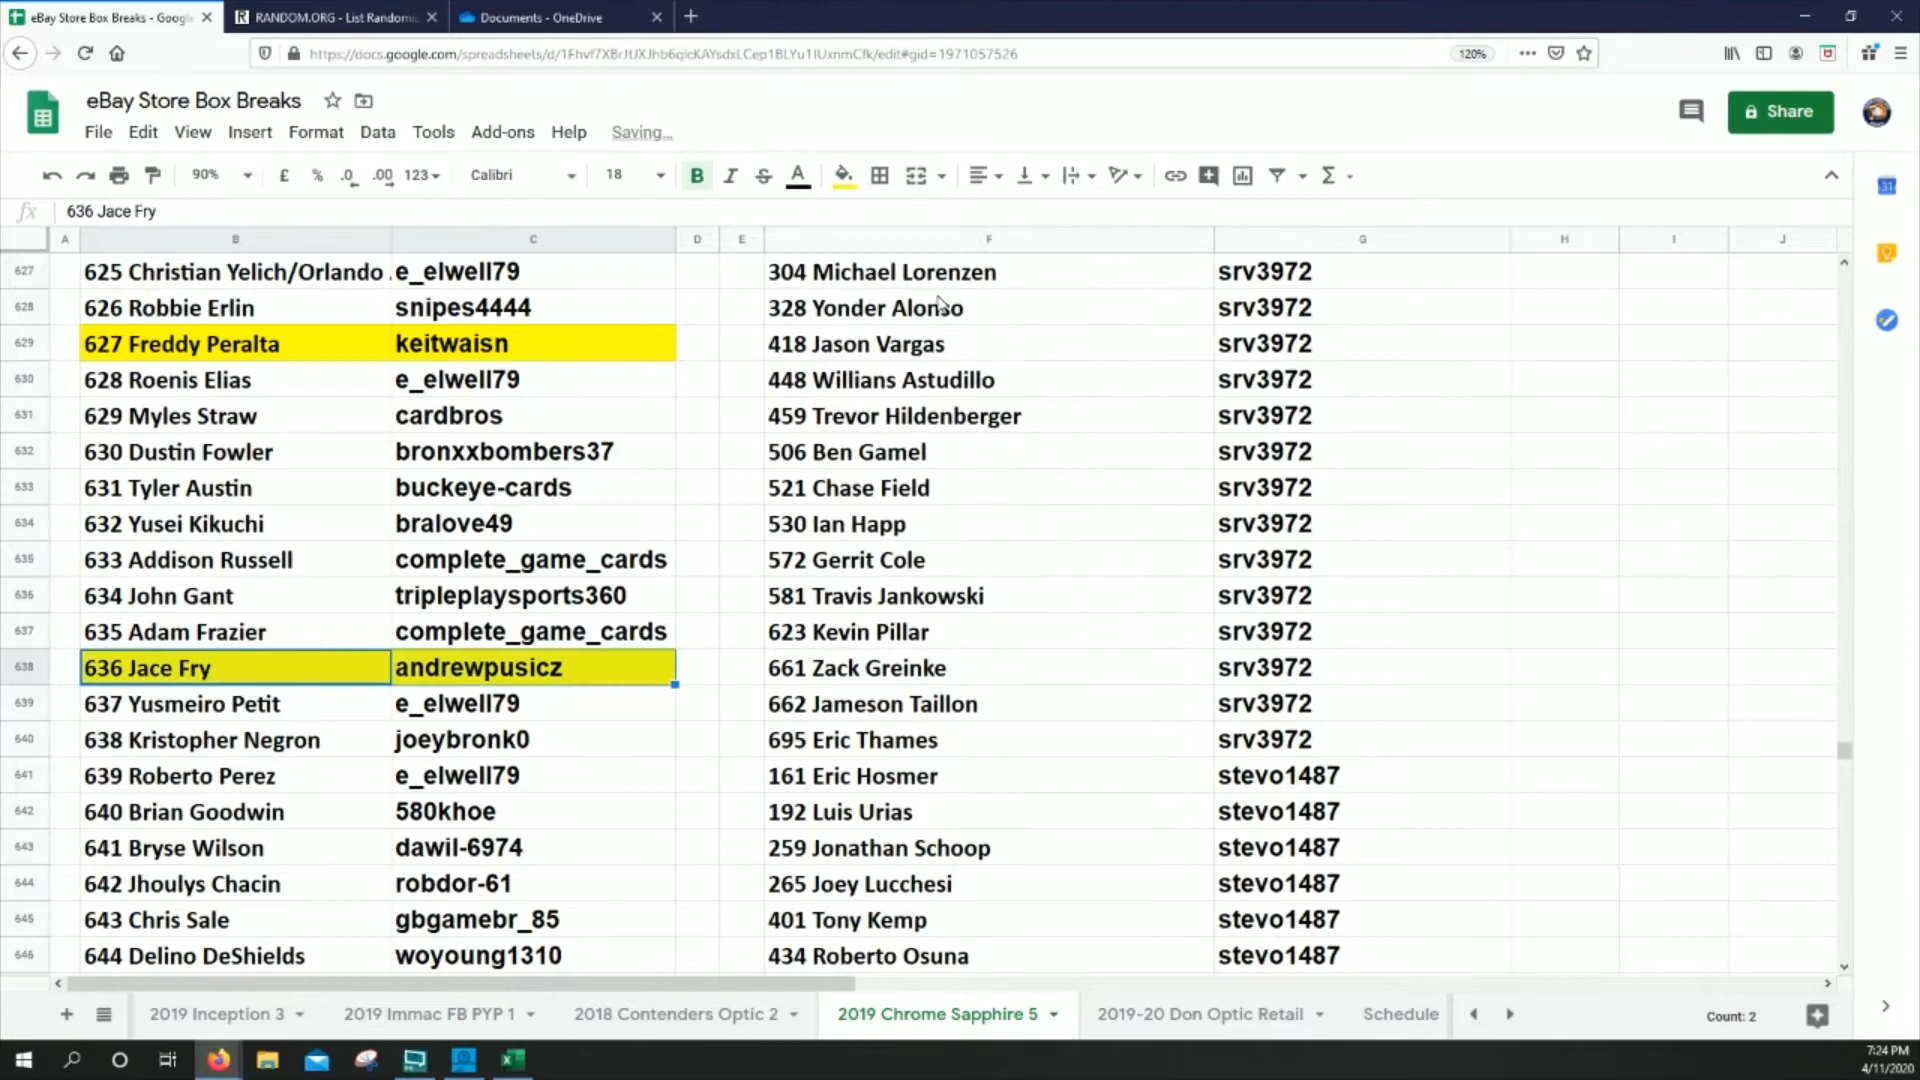 eBay Store Box Breaks - Google
RANDOM.ORG - List Randomi
Documents - OneDrive
120%
eBay Store Box Breaks
Share
File Edit View Insert Format Data Tools Add-ons Help Saving...
90% £ % .0 .00 123 Calibri 18 B I S A Σ
fx 636 Jace Fry
A B C D E F G H I J
627 625 Christian Yelich/Orlando e_elwell79 304 Michael Lorenzen srv3972
628 626 Robbie Erlin snipes4444 328 Yonder Alonso srv3972
629 627 Freddy Peralta keitwaisn 418 Jason Vargas srv3972
630 628 Roenis Elias e_elwell79 448 Willians Astudillo srv3972
631 629 Myles Straw cardbros 459 Trevor Hildenberger srv3972
632 630 Dustin Fowler bronxxbombers37 506 Ben Gamel srv3972
633 631 Tyler Austin buckeye-cards 521 Chase Field srv3972
634 632 Yusei Kikuchi bralove49 530 Ian Happ srv3972
635 633 Addison Russell complete_game_cards 572 Gerrit Cole srv3972
636 634 John Gant tripleplaysports360 581 Travis Jankowski srv3972
637 635 Adam Frazier complete_game_cards 623 Kevin Pillar srv3972
638 636 Jace Fry andrewpusicz 661 Zack Greinke srv3972
639 637 Yusmeiro Petit e_elwell79 662 Jameson Taillon srv3972
640 638 Kristopher Negron joeybronk0 695 Eric Thames srv3972
641 639 Roberto Perez e_elwell79 161 Eric Hosmer stevo1487
642 640 Brian Goodwin 580khoe 192 Luis Urias stevo1487
643 641 Bryse Wilson dawil-6974 259 Jonathan Schoop stevo1487
644 642 Jhoulys Chacin robdor-61 265 Joey Lucchesi stevo1487
645 643 Chris Sale gbgamebr_85 401 Tony Kemp stevo1487
646 644 Delino DeShields woyoung1310 434 Roberto Osuna stevo1487
2019 Inception 3 2019 Immac FB PYP 1 2018 Contenders Optic 2 2019 Chrome Sapphire 5 2019-20 Don Optic Retail Schedule Count: 2
7:24 PM
4/11/2020